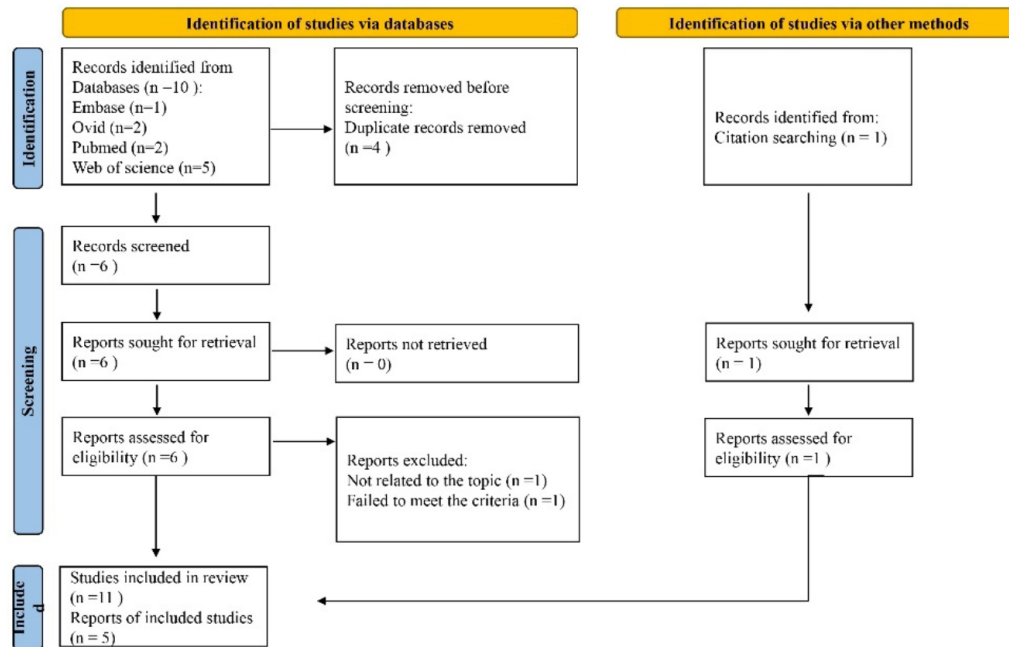 Identification of studies via databases
Identification of studies via other methods
Identification
Records identified from
Databases (n =10 ):
Embase (n=1)
Ovid (n=2)
Pubmed (n=2)
Web of science (n=5)
Records removed before
screening:
Duplicate records removed
(n =4 )
Records identified from:
Citation searching (n = 1)
Screening
Records screened
(n =6 )
Reports sought for retrieval
(n =6 )
Reports not retrieved
(n = 0)
Reports sought for retrieval
(n = 1)
Reports assessed for
eligibility (n =6 )
Reports excluded:
Not related to the topic (n =1)
Failed to meet the criteria (n =1)
Reports assessed for
eligibility (n =1 )
Include
d
Studies included in review
(n =11 )
Reports of included studies
(n = 5)